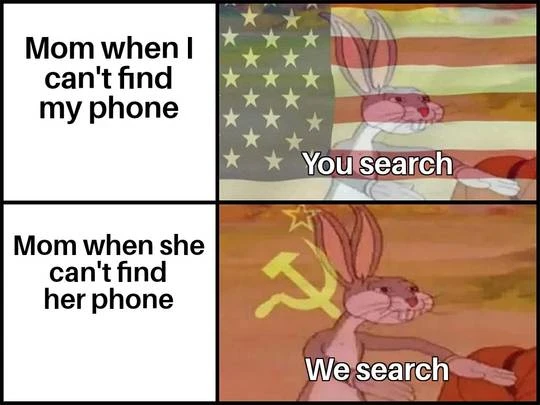 Mom when I
can't find
my phone
You search
Mom when she
can't find
her phone
We search